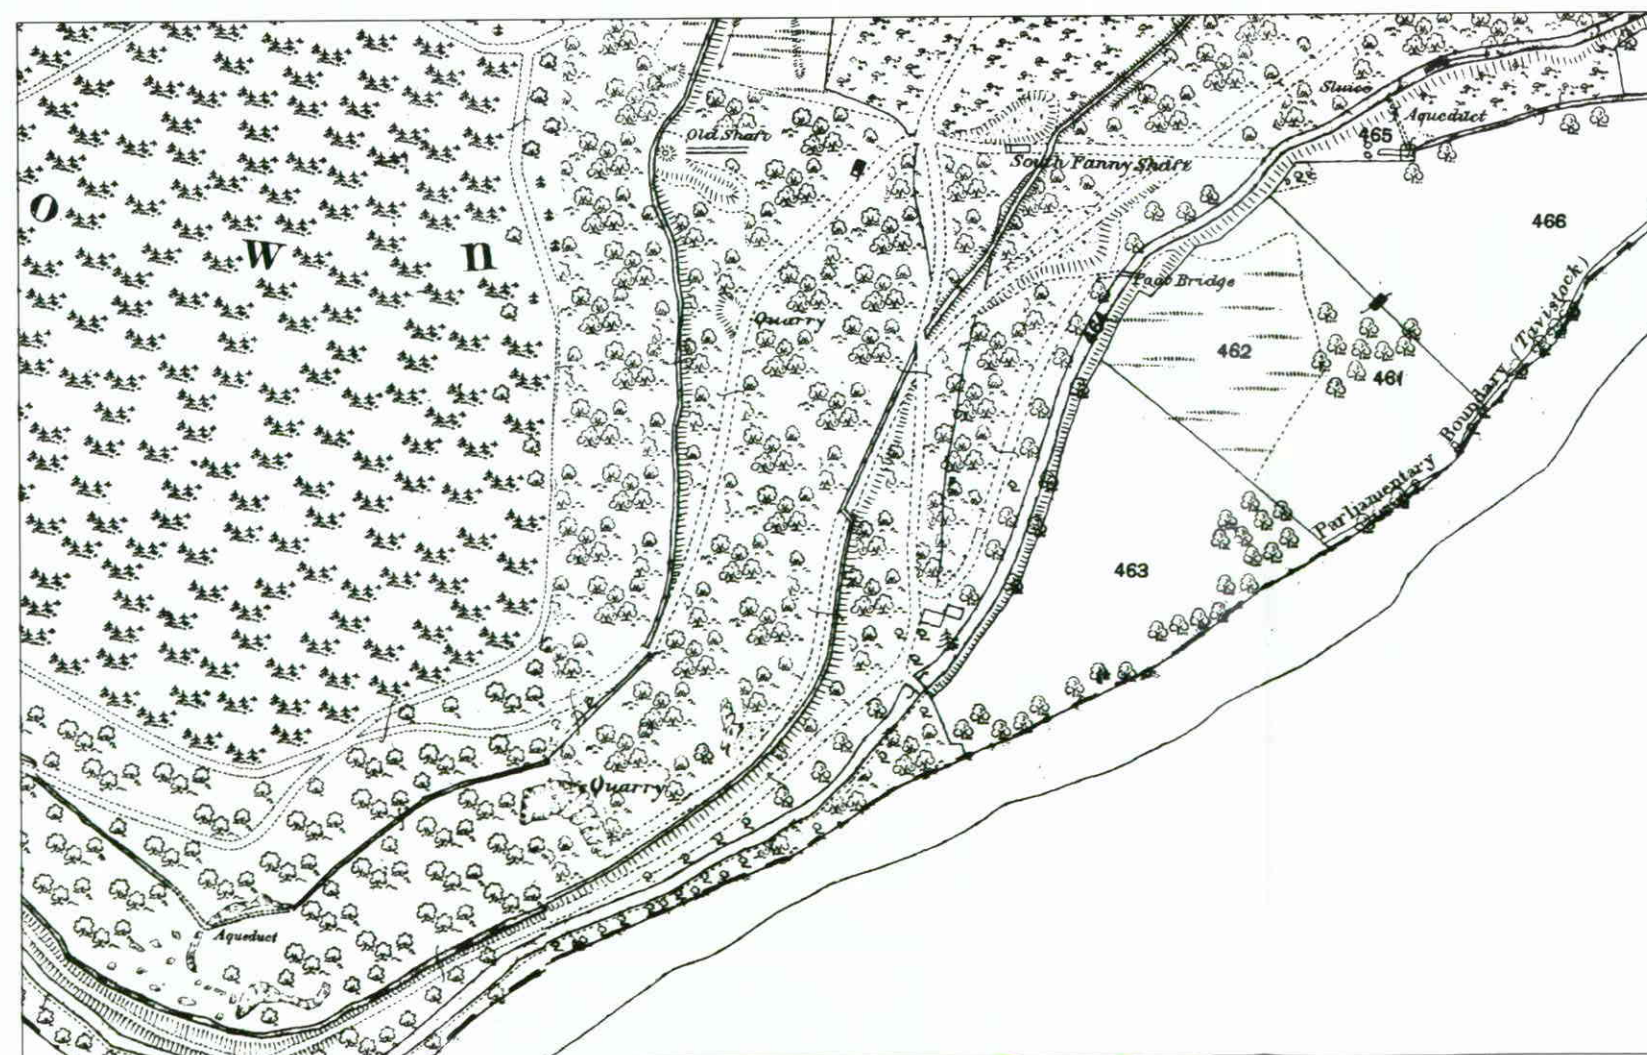 Sluice
Aqueduct
Old Shaft
465
South Fanny Shaft
O
W
n
466
Foot Bridge
Quarry
464
462
461
Parliamentary Boundary (Tavistock)
463
Quarry
Aqueduct